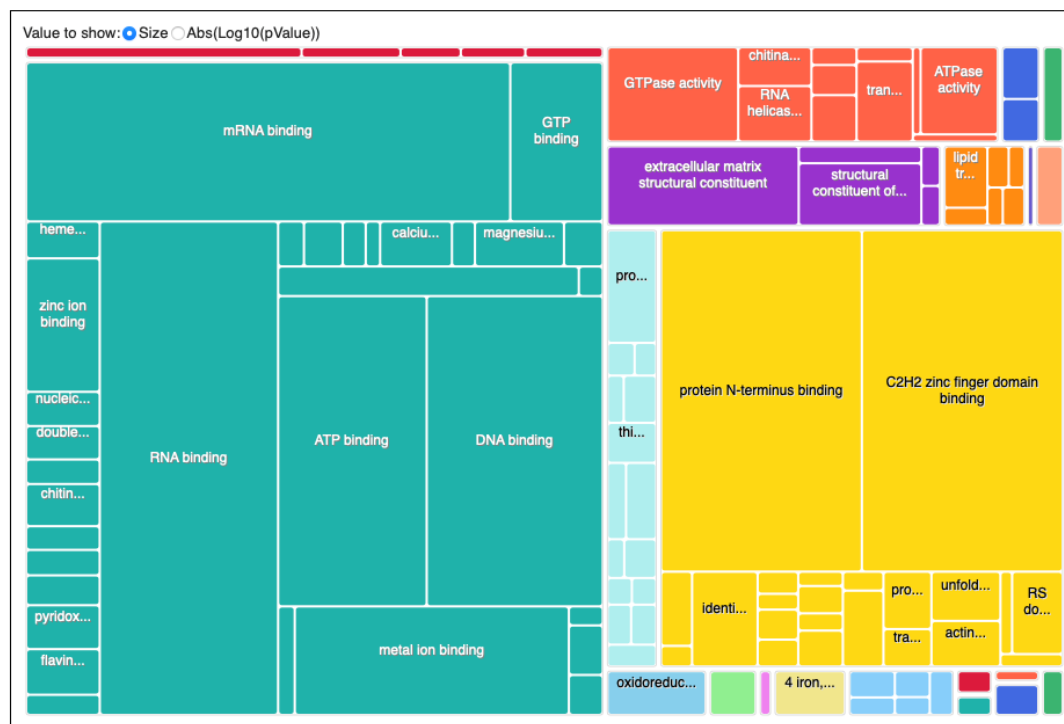 Value to show: Size Abs(Log10(pValue))
mRNA binding
GTP
binding
heme...
zinc ion
binding
nucleic...
double...
chitin...
pyridox...
flavin...
RNA binding
calciu...
magnesiu...
ATP binding
DNA binding
metal ion binding
GTPase activity
chitina...
RNA
helicas...
tran...
ATPase
activity
extracellular matrix
structural constituent
structural
constituent of...
lipid
tr...
pro...
thi...
protein N-terminus binding
C2H2 zinc finger domain
binding
identi...
pro...
tra...
unfold...
actin...
RS
do...
oxidoreduc...
4 iron,...